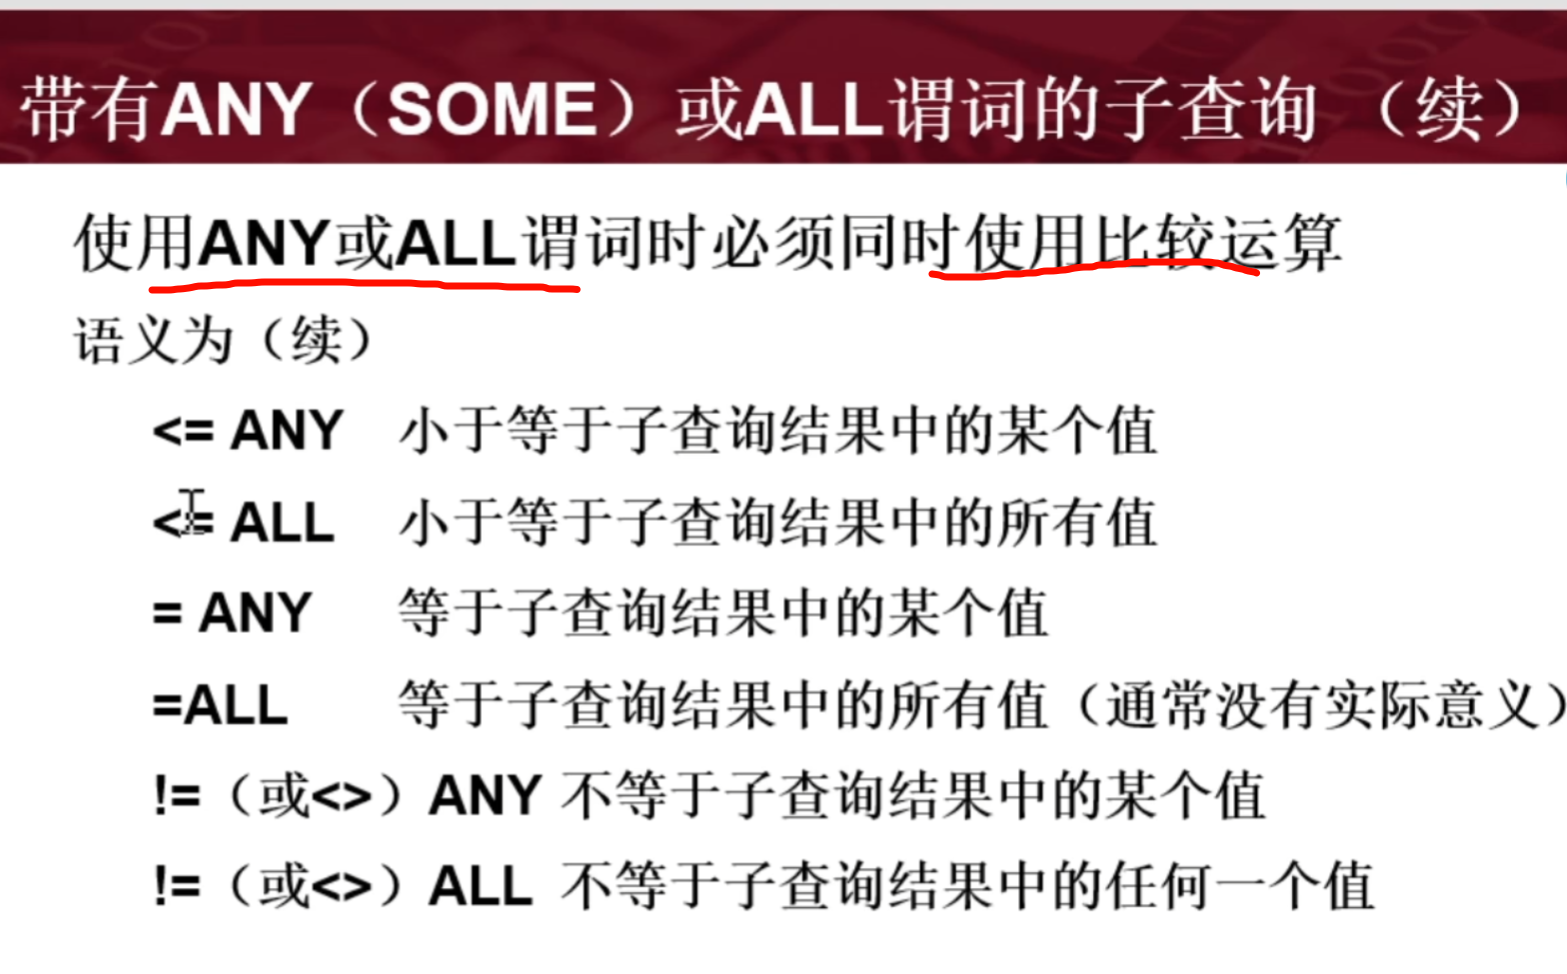 带有ANY（SOME）或ALL谓词的子查询 （续）
使用ANY或ALL谓词时必须同时使用比较运算
语义为（续）
<= ANY 小于等于子查询结果中的某个值
<= ALL 小于等于子查询结果中的所有值
= ANY 等于子查询结果中的某个值
=ALL 等于子查询结果中的所有值（通常没有实际意义）
!=（或<>）ANY 不等于子查询结果中的某个值
!=（或<>）ALL 不等于子查询结果中的任何一个值